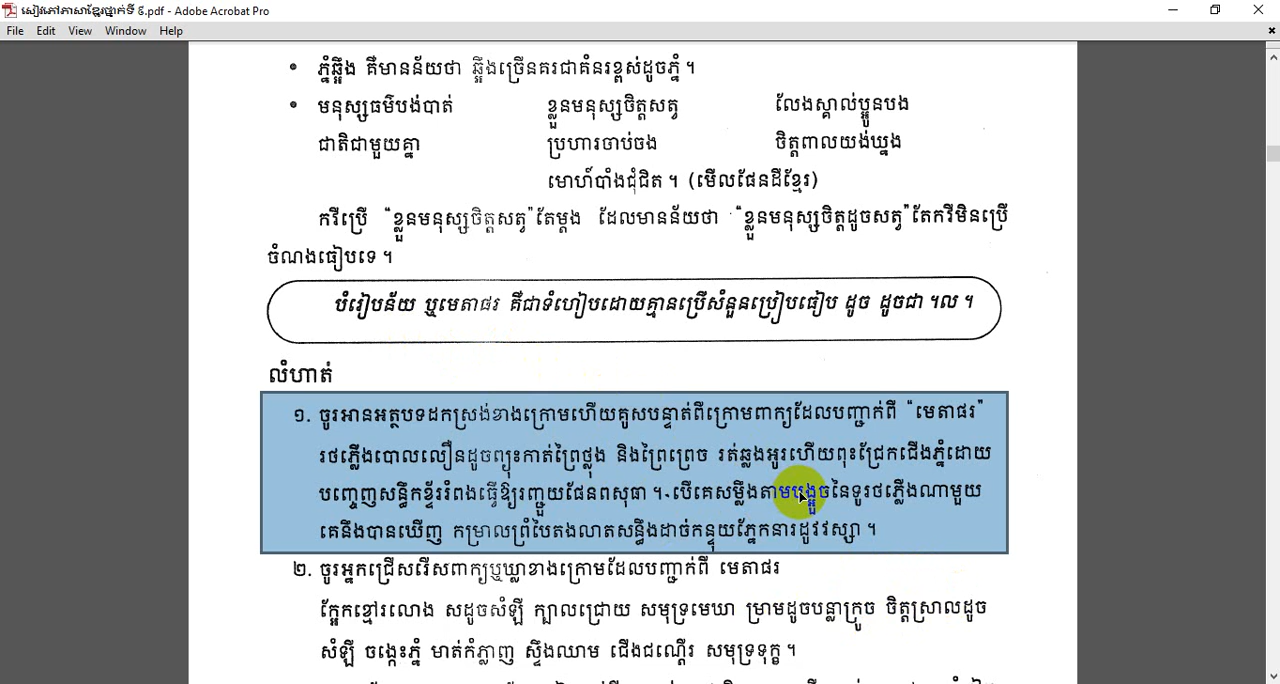 សៀវភៅភាសាខ្មែរថ្នាក់ទី ៩.pdf - Adobe Acrobat Pro
File Edit View Window Help
• ភ្នំឆ្អឹង គឺមានន័យថា ឆ្អឹងច្រើនគរជាគំនរខ្ពស់ដូចភ្នំ ។
• មនុស្សធម៌បង់បាត់ ខ្លួនមនុស្សចិត្តសត្វ លែងស្គាល់ប្អូនបង
ជាតិជាមួយគ្នា ប្រហារចាប់ចង ចិត្តពាលយង់ឃ្នង
មោហ៍បាំងជុំជិត ។ (មើលផែនដីខ្មែរ)
កវីប្រើ “ខ្លួនមនុស្សចិត្តសត្វ”តែម្តង ដែលមានន័យថា “ខ្លួនមនុស្សចិត្តដូចសត្វ”តែកវីមិនប្រើ
ចំណងធៀបទេ ។
បំរៀបន័យ ឬមេតាផរ គឺជាទំហៀបដោយគ្មានប្រើសំនួនប្រៀបធៀប ដូច ដូចជា ។ល ។
លំហាត់
១. ចូរអានអត្ថបទដកស្រង់ខាងក្រោមហើយគូសបន្ទាត់ពីក្រោមពាក្យដែលបញ្ជាក់ពី “មេតាផរ”
រថភ្លើងបោលលឿនដូចព្យុះកាត់ព្រៃថ្លុង និងព្រៃព្រេច រត់ឆ្លងអូរហើយពុះជ្រែកជើងភ្នំដោយ
បញ្ចេញសន្ធឹកខ្ទ័ររំពងធ្វើឱ្យរញ្ជួយផែនពសុធា ។ បើគេសម្លឹងតាមបង្អួចនៃទូរថភ្លើងណាមួយ
គេនឹងបានឃើញ កម្រាលព្រំបៃតងលាតសន្ធឹងដាច់កន្ទុយភ្នែកនារដូវវស្សា ។
២. ចូរអ្នកជ្រើសរើសពាក្យឬឃ្លាខាងក្រោមដែលបញ្ជាក់ពី មេតាផរ
ក្អែកខ្មៅរលោង សដូចសំឡី ក្បាលជ្រោយ សមុទ្រមេឃា ម្រាមដូចបន្លាក្រូច ចិត្តស្រាលដូច
សំឡី ចង្កេះភ្នំ មាត់កំភ្លាញ ស្ទឹងឈាម ជើងជណ្តើរ សមុទ្រទុក្ខ ។